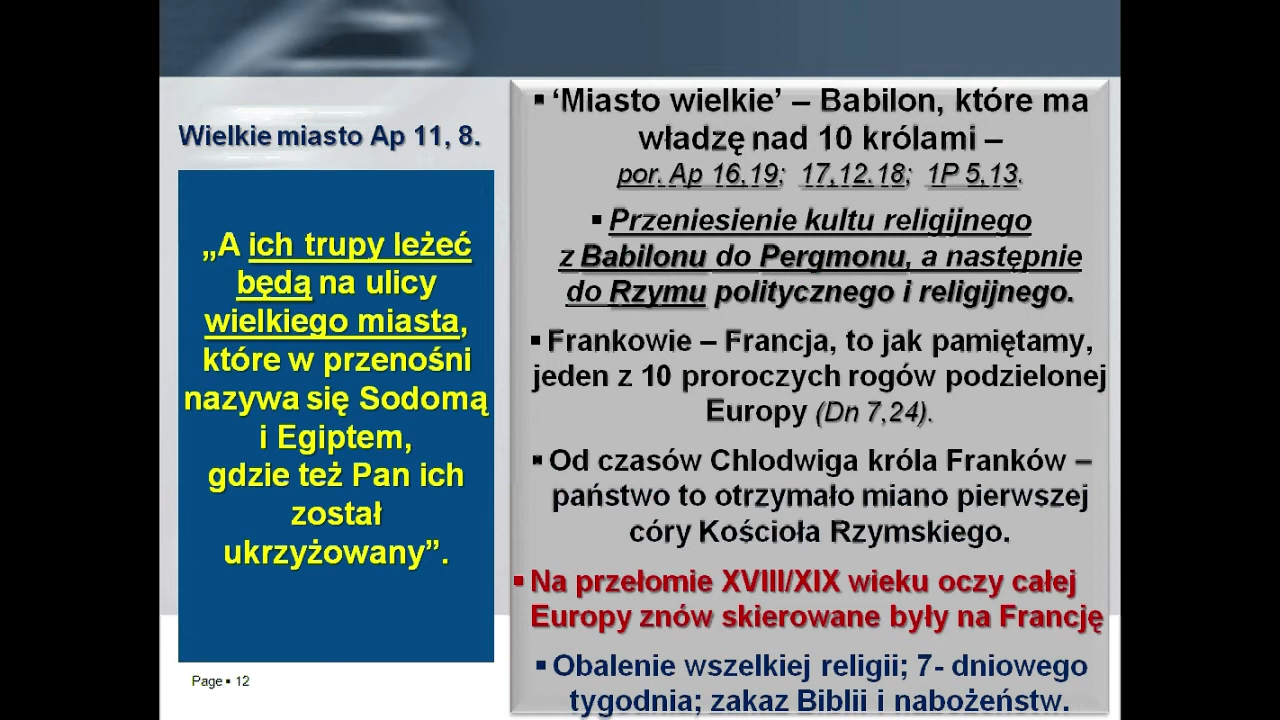 Wielkie miasto Ap 11, 8.
„A ich trupy leżeć
będą na ulicy
wielkiego miasta,
które w przenośni
nazywa się Sodomą
i Egiptem,
gdzie też Pan ich
został
ukrzyżowany”.
▪ ‘Miasto wielkie’ – Babilon, które ma
władzę nad 10 królami –
por. Ap 16,19; 17,12.18; 1P 5,13.
▪ Przeniesienie kultu religijnego
z Babilonu do Pergmonu, a następnie
do Rzymu politycznego i religijnego.
▪ Frankowie – Francja, to jak pamiętamy,
jeden z 10 proroczych rogów podzielonej
Europy (Dn 7,24).
▪ Od czasów Chlodwiga króla Franków –
państwo to otrzymało miano pierwszej
córy Kościoła Rzymskiego.
▪ Na przełomie XVIII/XIX wieku oczy całej
Europy znów skierowane były na Francję
▪ Obalenie wszelkiej religii; 7- dniowego
tygodnia; zakaz Biblii i nabożeństw.
Page ▪ 12